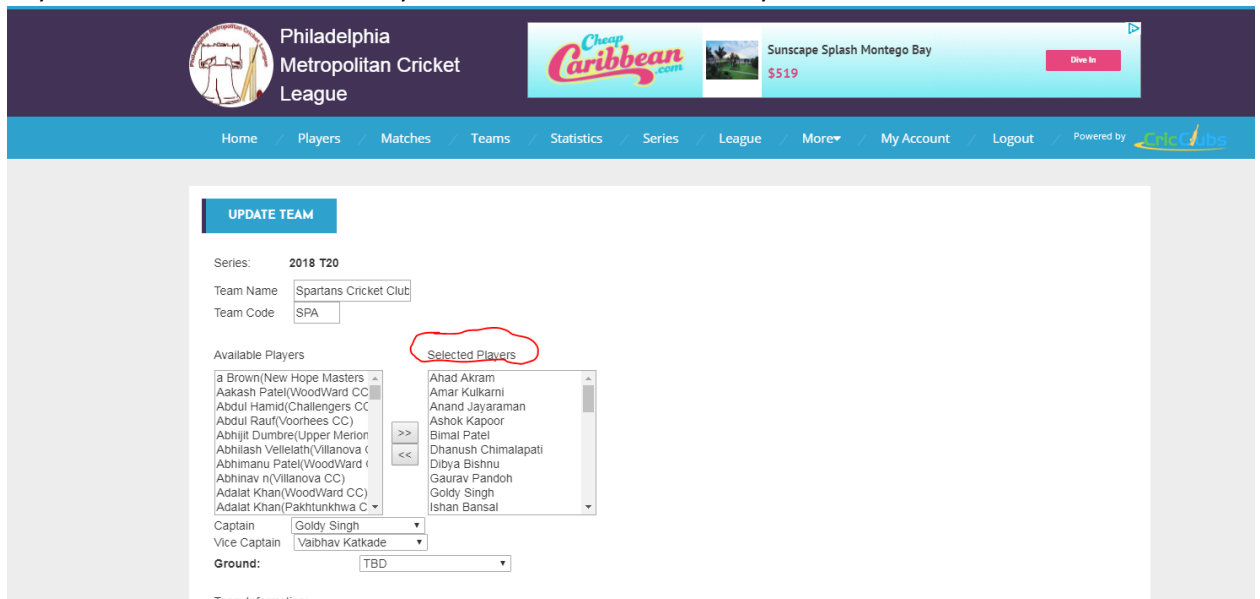 Philadelphia
Metropolitan Cricket
League
Cheap
Caribbean
.com
Sunscape Splash Montego Bay
$519
Dive In
Home / Players / Matches / Teams / Statistics / Series / League / More / My Account / Logout / Powered by CricClubs
UPDATE TEAM
Series: 2018 T20
Team Name Spartans Cricket Club
Team Code SPA
Available Players Selected Players
a Brown(New Hope Masters
Aakash Patel(WoodWard CC
Abdul Hamid(Challengers CC
Abdul Rauf(Voorhees CC)
Abhijit Dumbre(Upper Merion
Abhilash Vellelath(Villanova (
Abhimanu Patel(WoodWard (
Abhinav n(Villanova CC)
Adalat Khan(WoodWard CC)
Adalat Khan(Pakhtunkhwa C
>>
<<
Ahad Akram
Amar Kulkarni
Anand Jayaraman
Ashok Kapoor
Bimal Patel
Dhanush Chimalapati
Dibya Bishnu
Gaurav Pandoh
Goldy Singh
Ishan Bansal
Captain Goldy Singh
Vice Captain Vaibhav Katkade
Ground: TBD